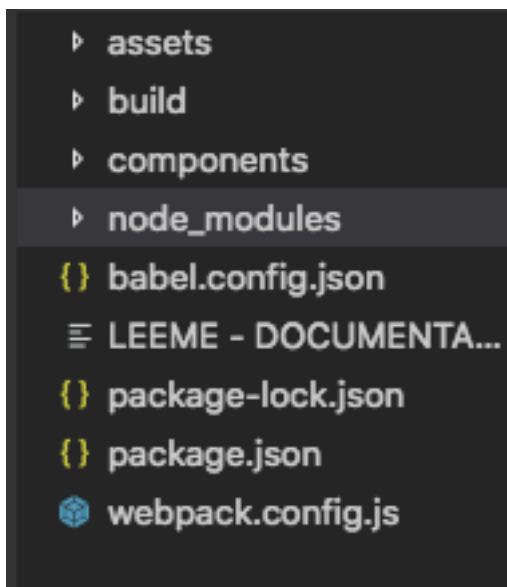 assets
build
components
node_modules
{} babel.config.json
LEEME - DOCUMENTA...
{} package-lock.json
{} package.json
webpack.config.js